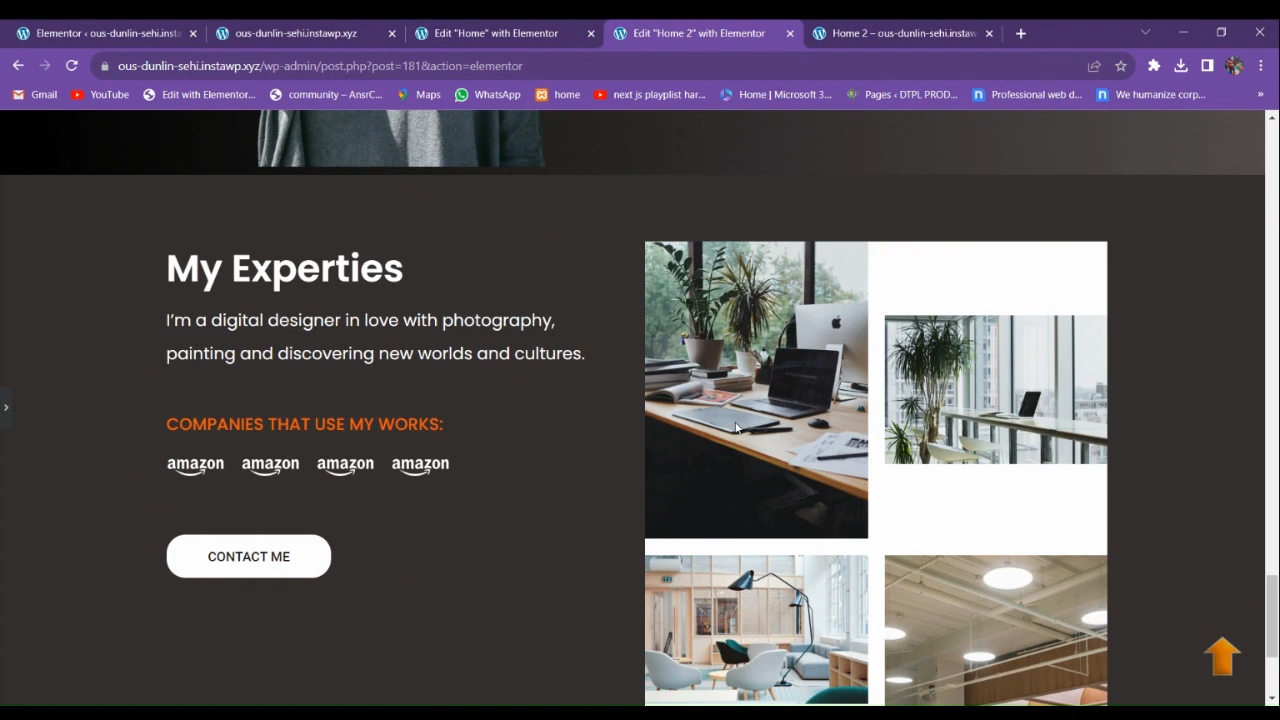 Elementor ‹ ous-dunlin-sehi.insta
ous-dunlin-sehi.instawp.xyz
Edit "Home" with Elementor
Edit "Home 2" with Elementor
Home 2 – ous-dunlin-sehi.instaw
ous-dunlin-sehi.instawp.xyz/wp-admin/post.php?post=181&action=elementor
Gmail
YouTube
Edit with Elementor...
community – AnsrC...
Maps
WhatsApp
home
next js playlist har...
Home | Microsoft 3...
Pages ‹ DTPL PROD...
Professional web d...
We humanize corp...
My Experties
I'm a digital designer in love with photography,
painting and discovering new worlds and cultures.
COMPANIES THAT USE MY WORKS:
amazon amazon amazon amazon
CONTACT ME